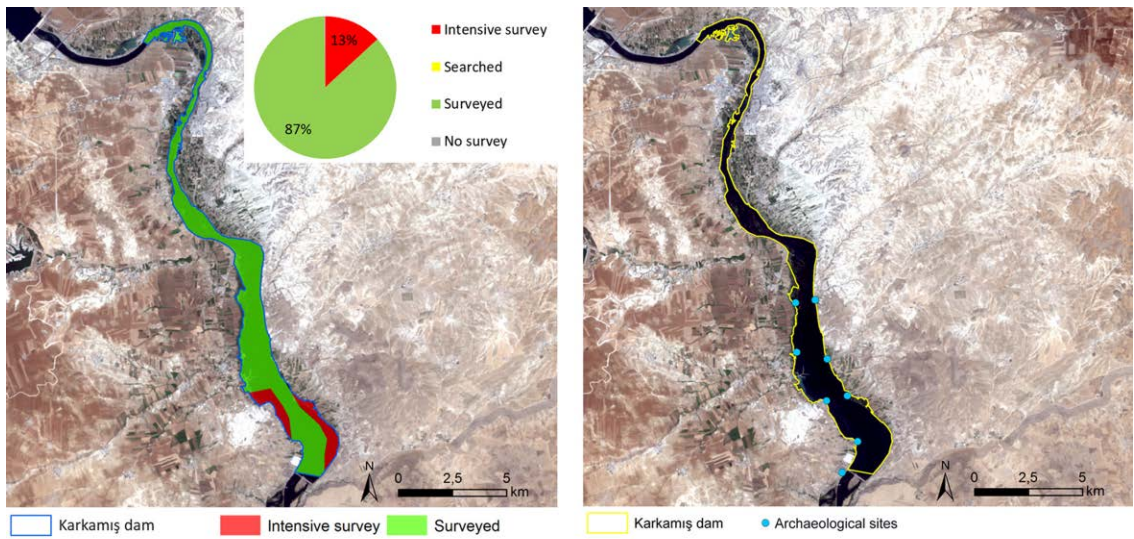 13%
87%
Intensive survey
Searched
Surveyed
No survey
N
0 2,5 5
km
Karkamış dam Intensive survey Surveyed
N
0 2,5 5
km
Karkamış dam Archaeological sites